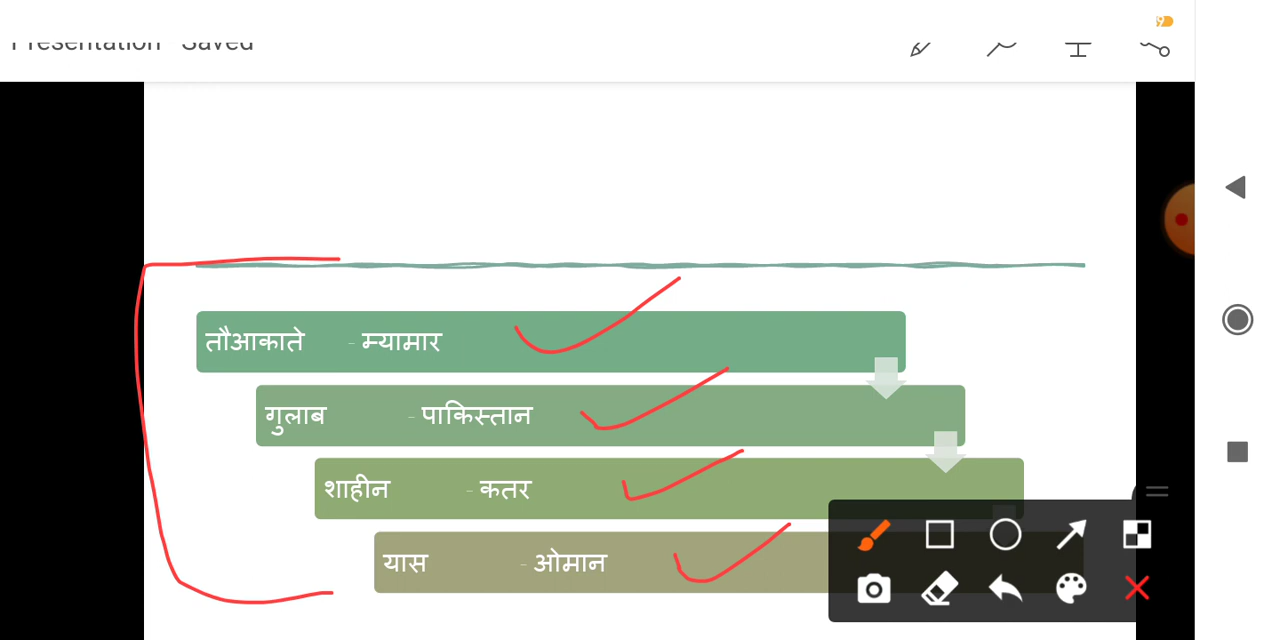 Presentation Saved
तौआकाते - म्यामार
गुलाब - पाकिस्तान
शाहीन - कतर
यास - ओमान